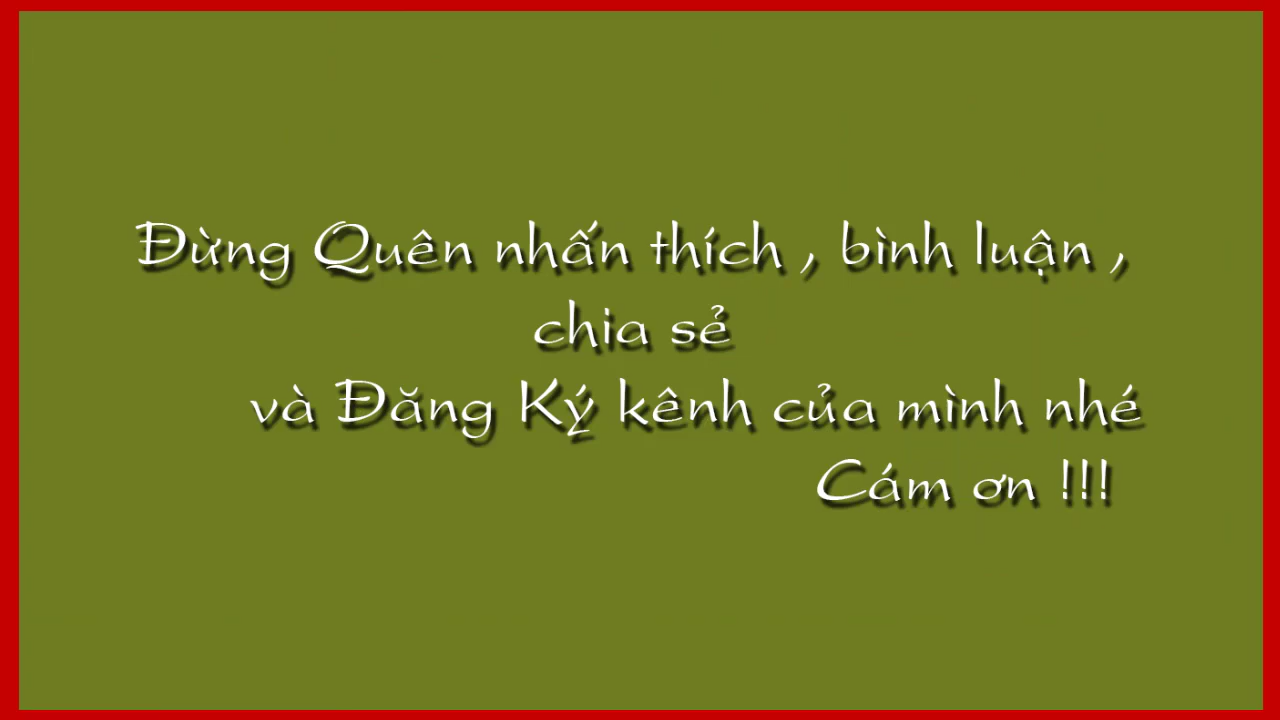 Đừng Quên nhấn thích , bình luận ,
chia sẻ
và Đăng Ký kênh của mình nhé
Cám ơn !!!